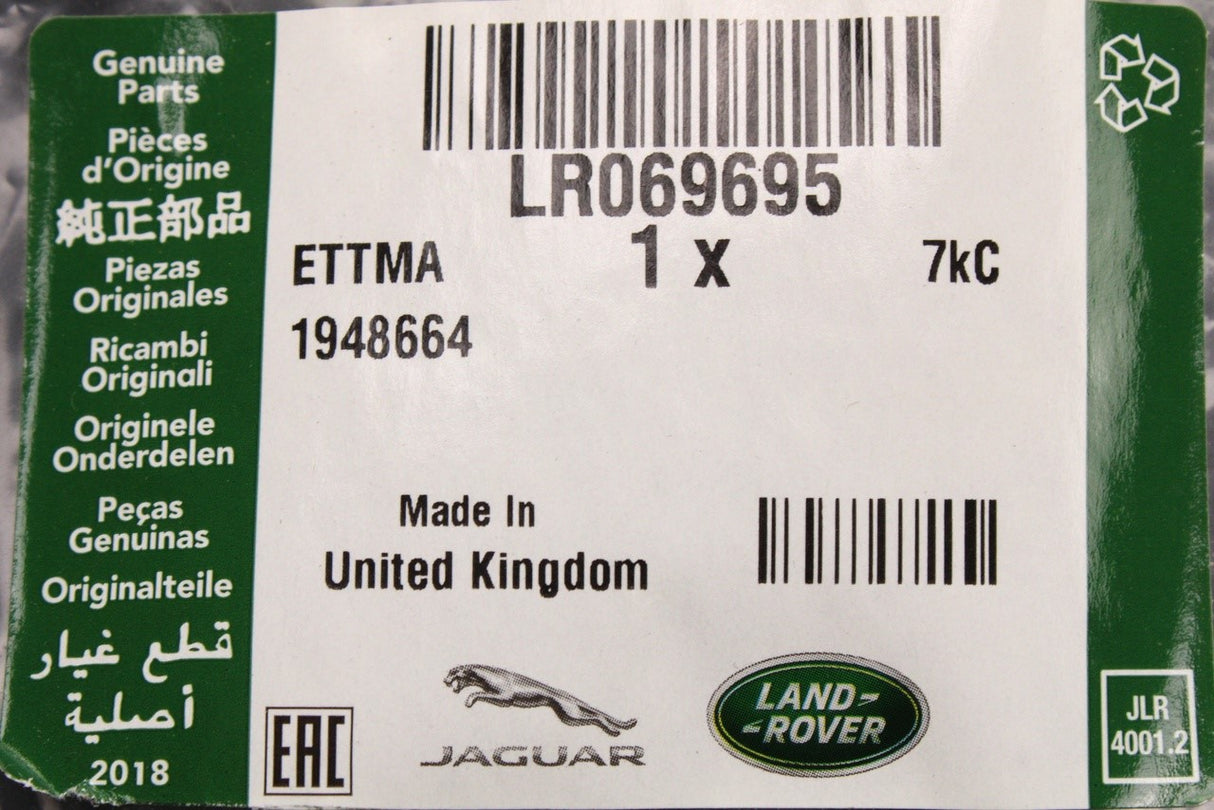 Genuine
Parts
Pièces
d'Origine
純正部品
Piezas
Originales
Ricambi
Originali
Originele
Onderdelen
Peças
Genuinas
Originalteile
قطع غيار
أصلية
2018
LR069695
ETTMA 1 x 7kC
1948664
Made In
United Kingdom
EAC
JAGUAR
LAND-
-ROVER
JLR
4001.2